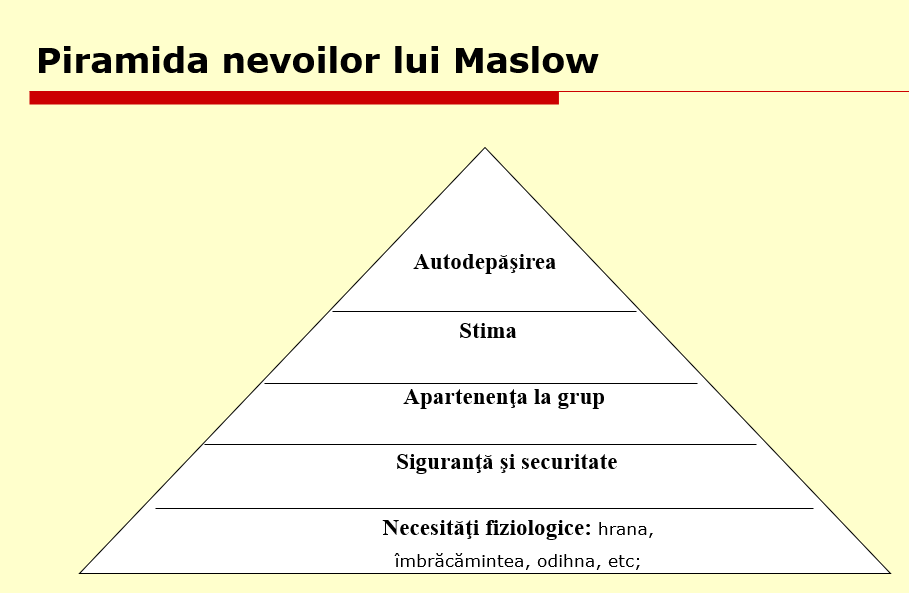 Piramida nevoilor lui Maslow
Autodepăşirea
Stima
Apartenenţa la grup
Siguranţă şi securitate
Necesităţi fiziologice: hrana,
îmbrăcămintea, odihna, etc;